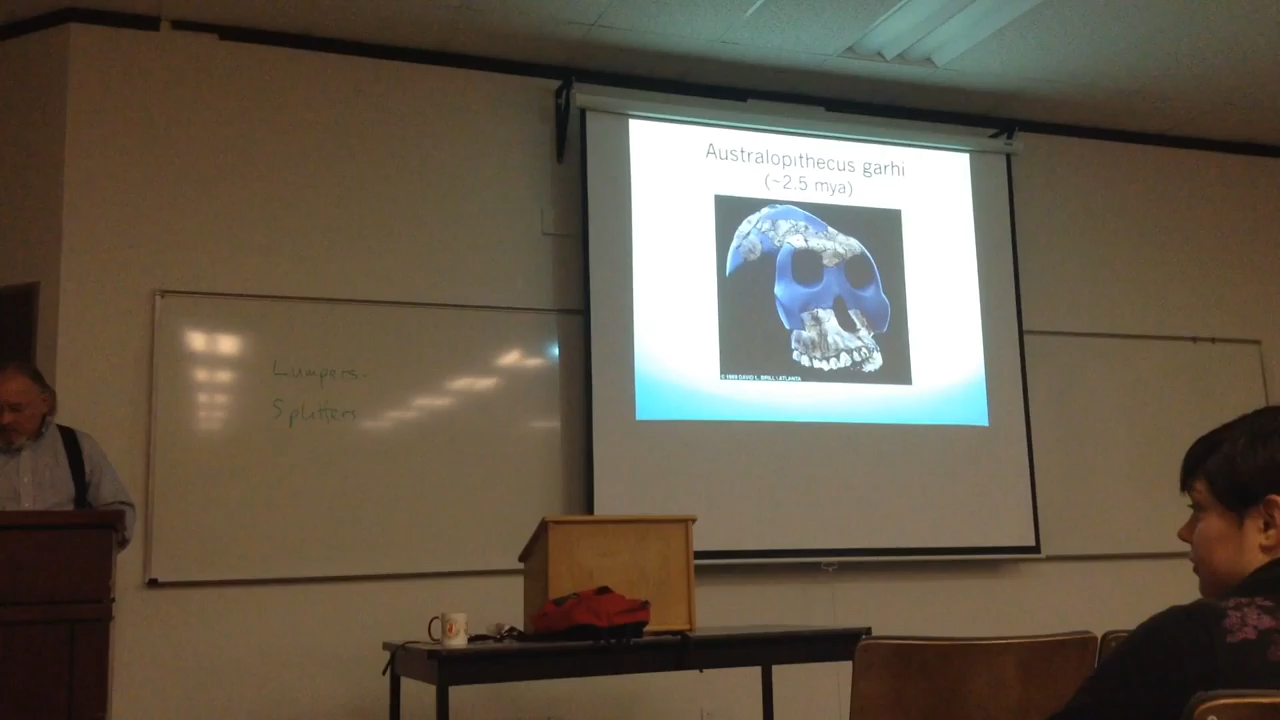 Australopithecus garhi
(~2.5 mya)
© 1999 DAVID L. BRILL \ ATLANTA
Lumpers-
Splitters